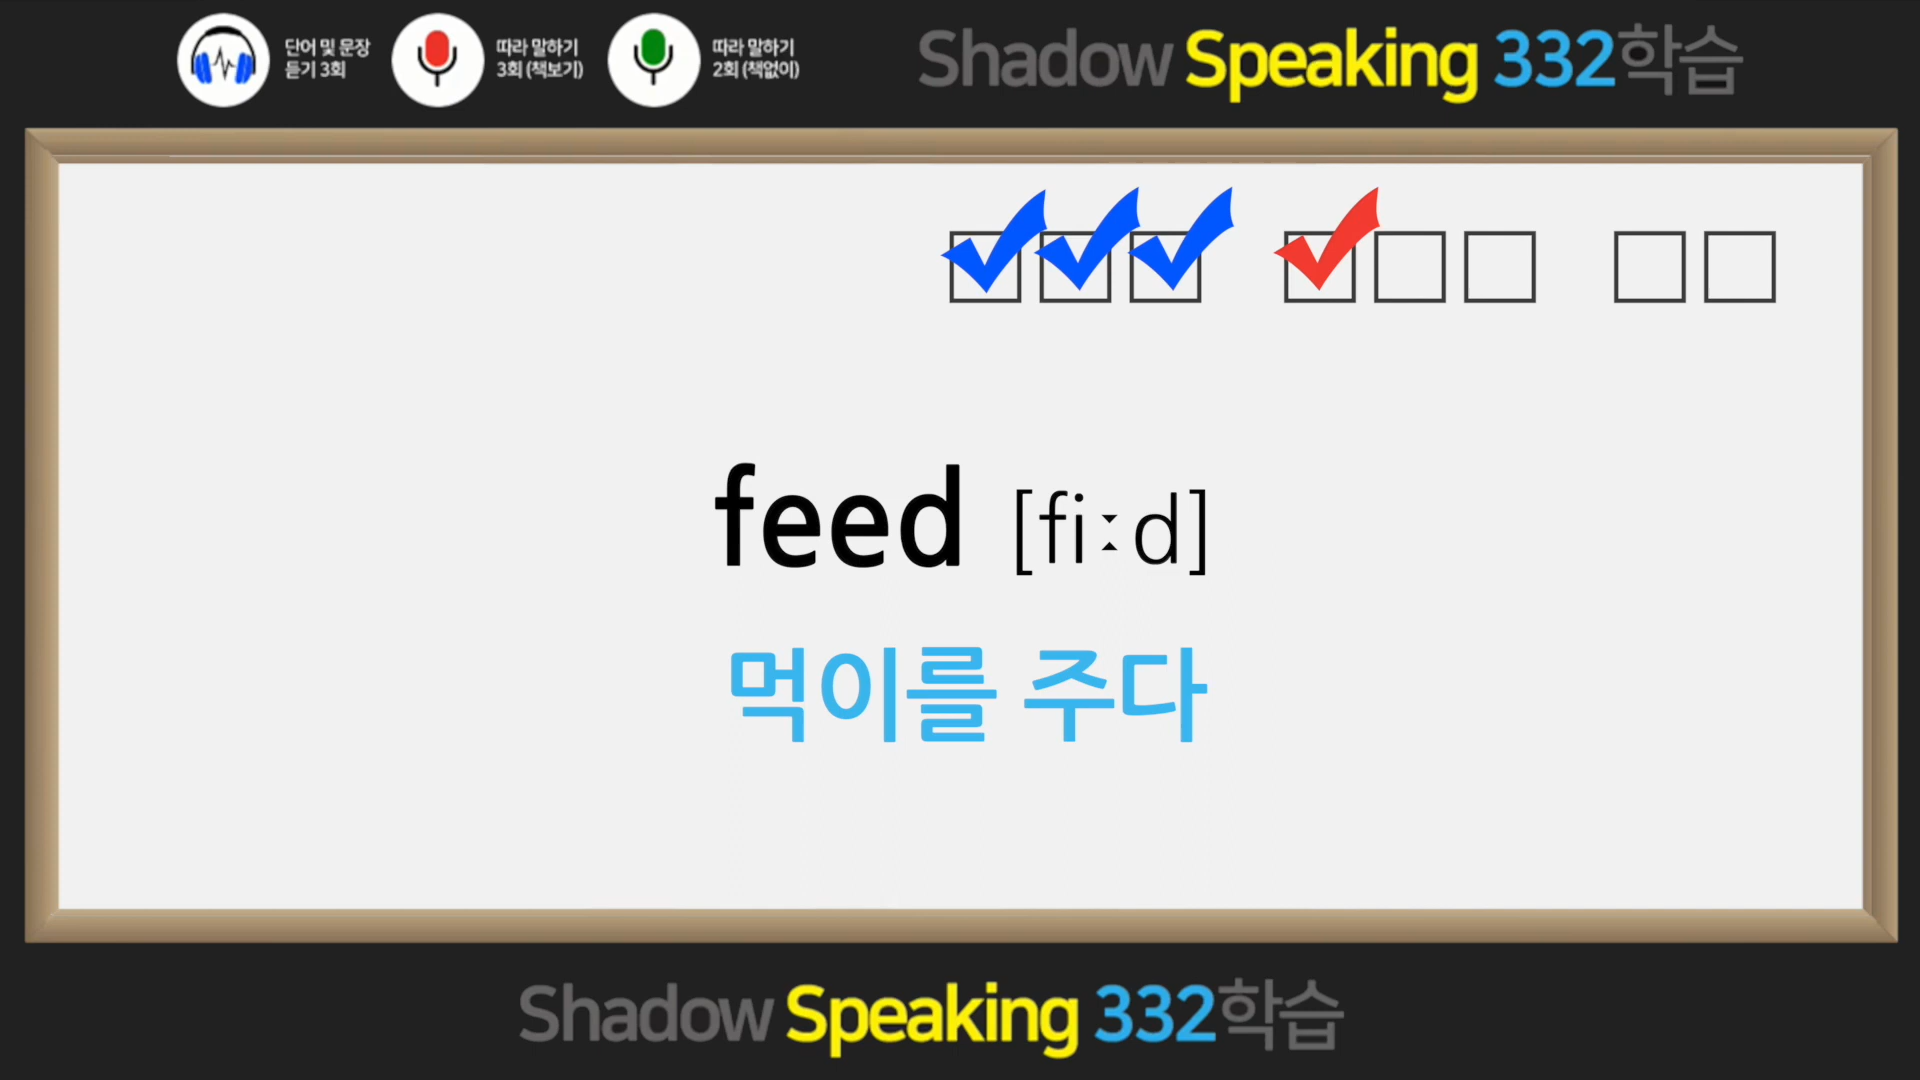 단어 및 문장
듣기 3회
따라 말하기
3회 (책보기)
따라 말하기
2회 (책없이)
Shadow Speaking 332학습
feed [fiːd]
먹이를 주다
Shadow Speaking 332학습